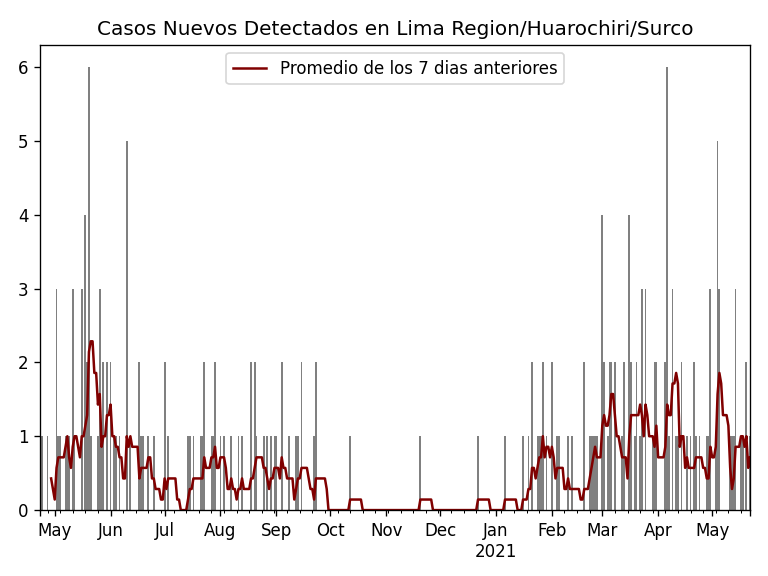 Casos Nuevos Detectados en Lima Region/Huarochiri/Surco
Promedio de los 7 dias anteriores
6
5
4
3
2
1
0
May Jun Jul Aug Sep Oct Nov Dec Jan Feb Mar Apr May
2021